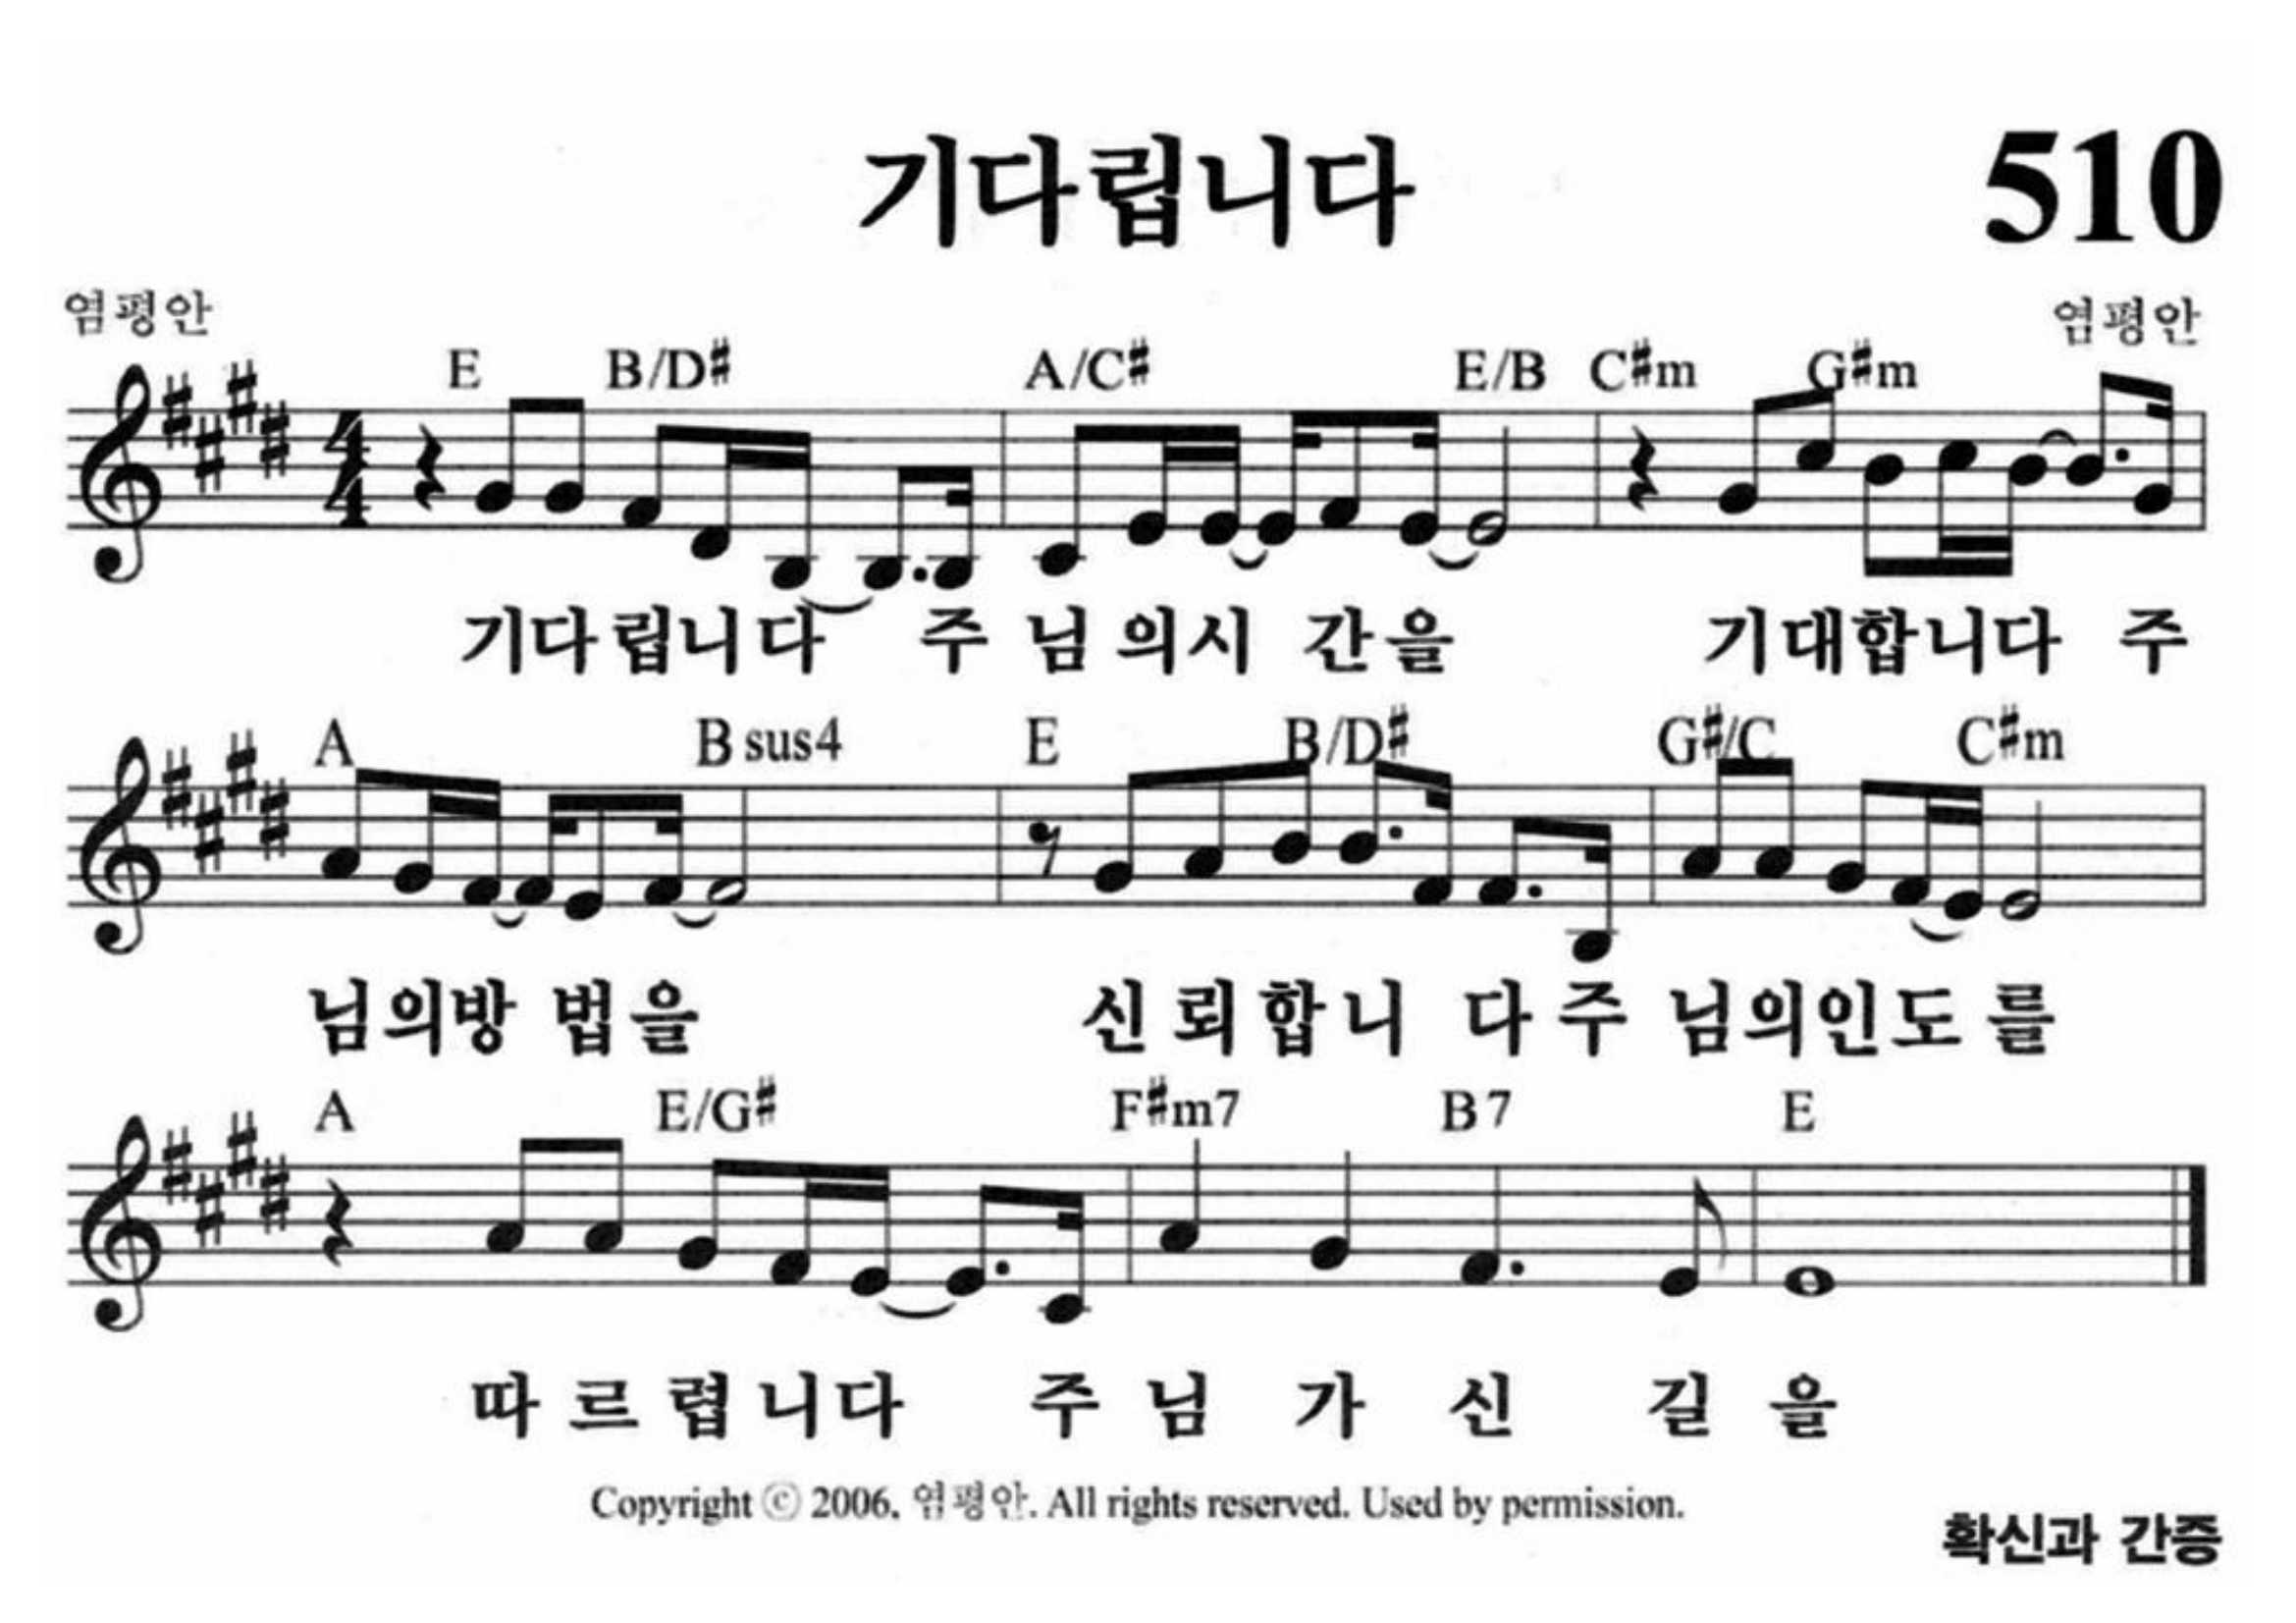 기다립니다
510
염평안
염평안
E B/D# A/C# E/B C#m G#m
기다립니다 주 님 의시 간을 기대합니다 주
A B sus4 E B/D# G#/C C#m
님의방 법을 신뢰합니 다주 님의인도를
A E/G# F#m7 B7 E
따르렵니다 주 님 가 신 길 을
Copyright ⓒ 2006. 염평안. All rights reserved. Used by permission.
확신과 간증